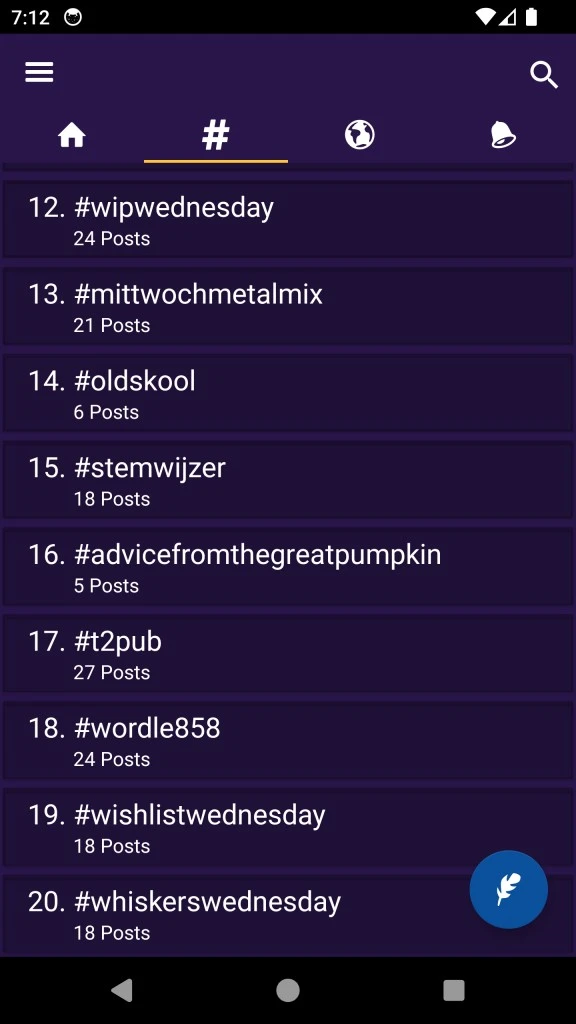 7:12
#
12. #wipwednesday
24 Posts
13. #mittwochmetalmix
21 Posts
14. #oldskool
6 Posts
15. #stemwijzer
18 Posts
16. #advicefromthegreatpumpkin
5 Posts
17. #t2pub
27 Posts
18. #wordle858
24 Posts
19. #wishlistwednesday
18 Posts
20. #whiskerswednesday
18 Posts